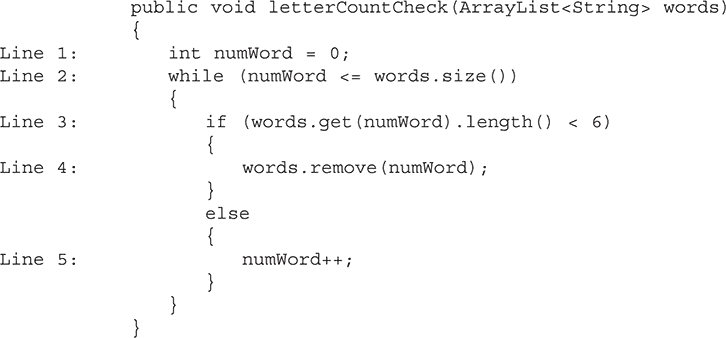 public void letterCountCheck(ArrayList<String> words)
{
Line 1: int numWord = 0;
Line 2: while (numWord <= words.size())
{
Line 3: if (words.get(numWord).length() < 6)
{
Line 4: words.remove(numWord);
}
else
{
Line 5: numWord++;
}
}
}